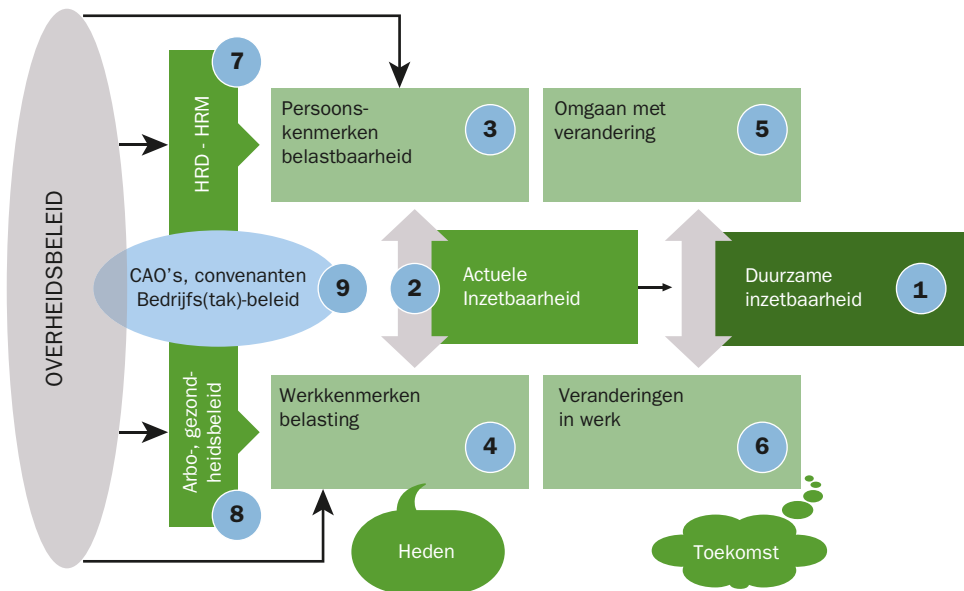 OVERHEIDSBELEID
7
HRD - HRM
Persoons-
kenmerken
belastbaarheid
3
Omgaan met
verandering
5
CAO's, convenanten
Bedrijfs(tak)-beleid
9
2
Actuele
Inzetbaarheid
Duurzame
inzetbaarheid
1
Arbo-, gezond-
heidsbeleid
8
Werkkenmerken
belasting
4
Veranderingen
in werk
6
Heden
Toekomst